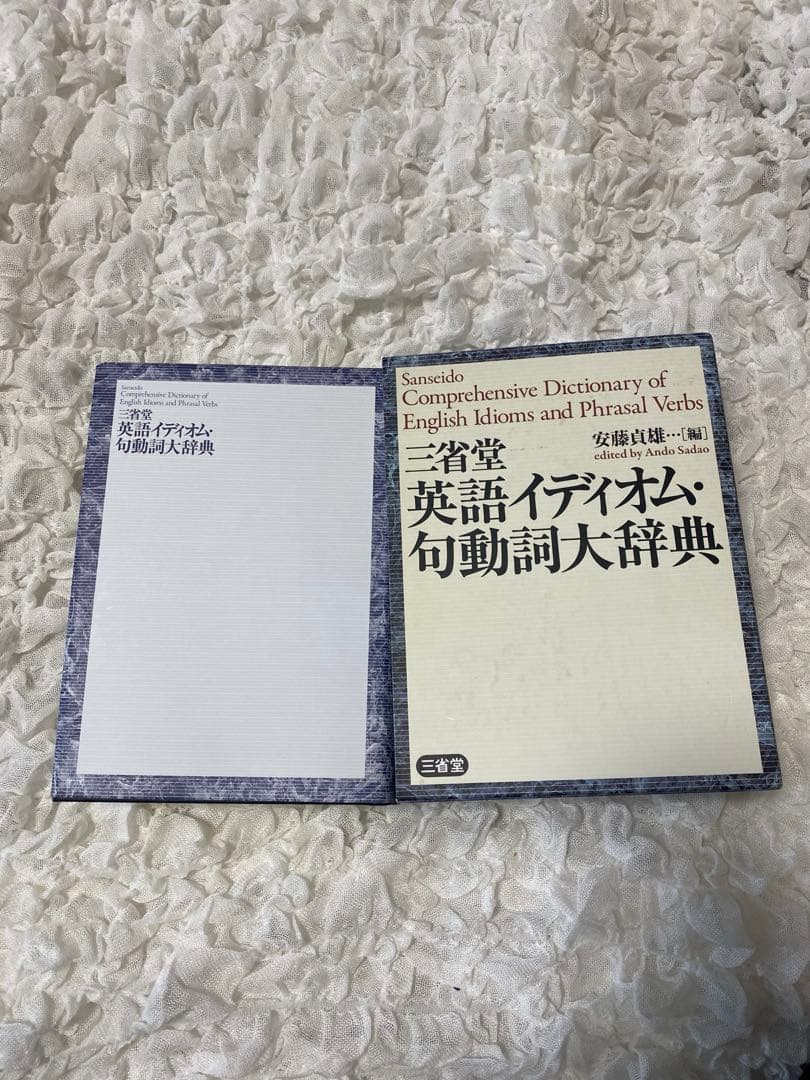 Sanseido
Comprehensive Dictionary of
English Idioms and Phrasal Verbs
三省堂
英語イディオム・
句動詞大辞典
Sanseido
Comprehensive Dictionary of
English Idioms and Phrasal Verbs
安藤貞雄…[編]
edited by Ando Sadao
三省堂
英語イディオム・
句動詞大辞典
三省堂